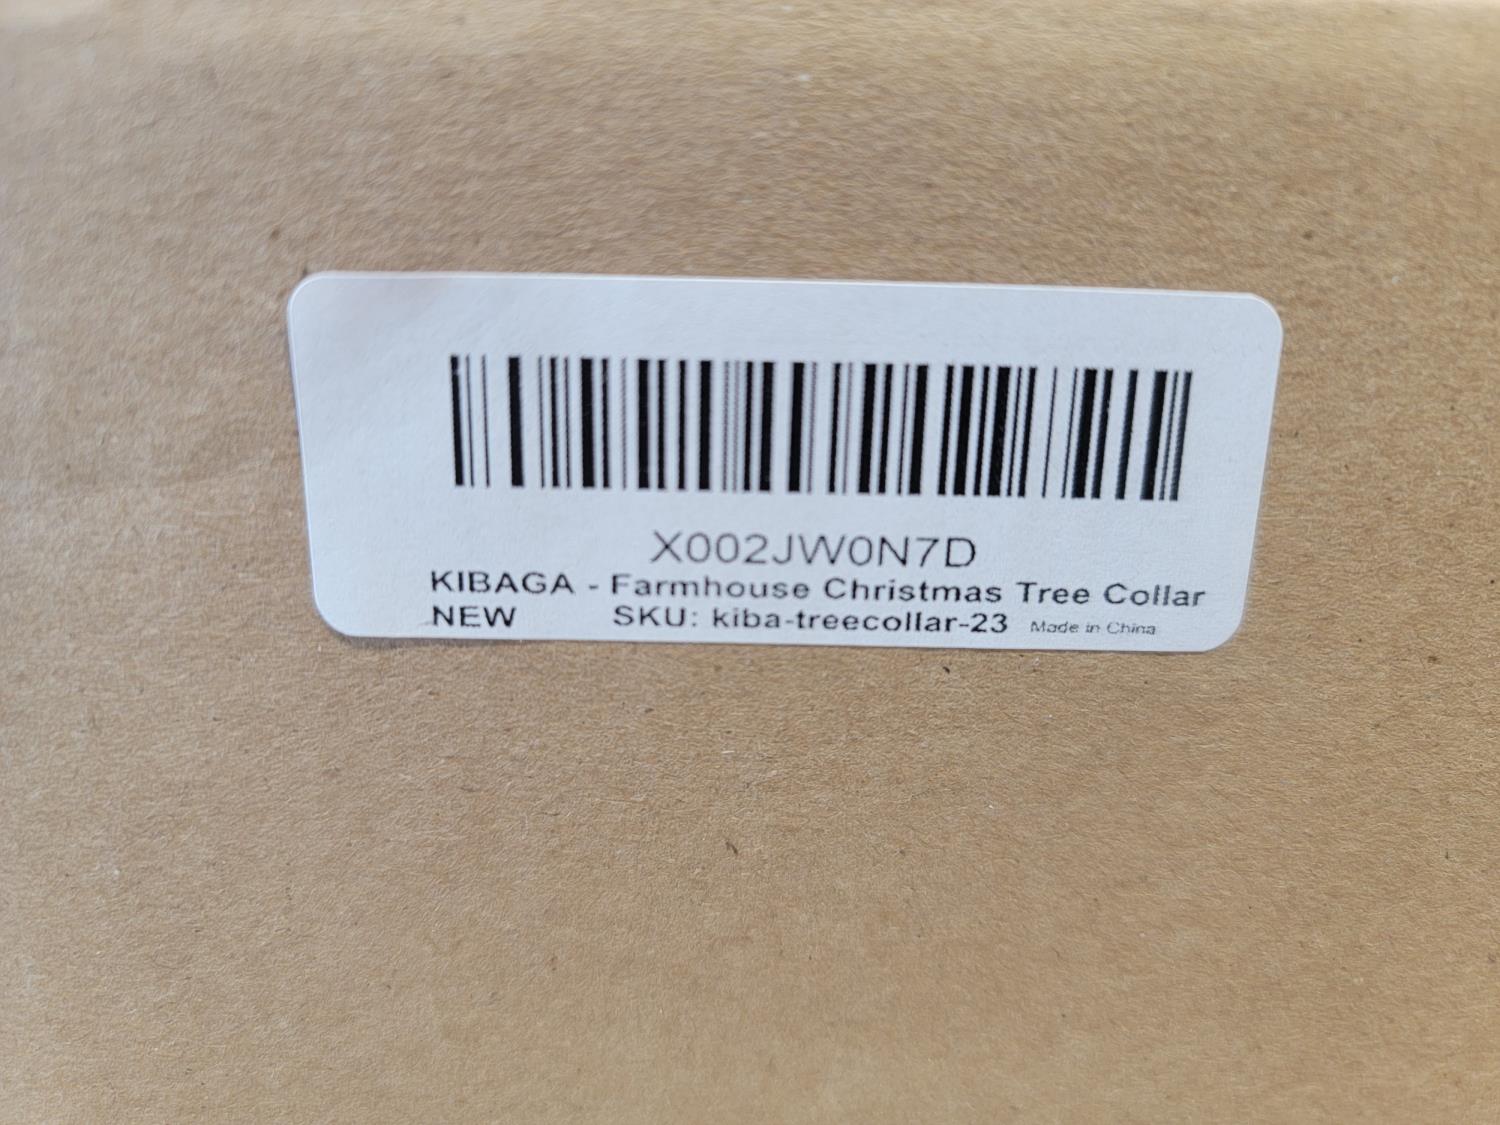 X002JW0N7D
KIBAGA - Farmhouse Christmas Tree Collar
NEW SKU: kiba-treecollar-23 Made in China